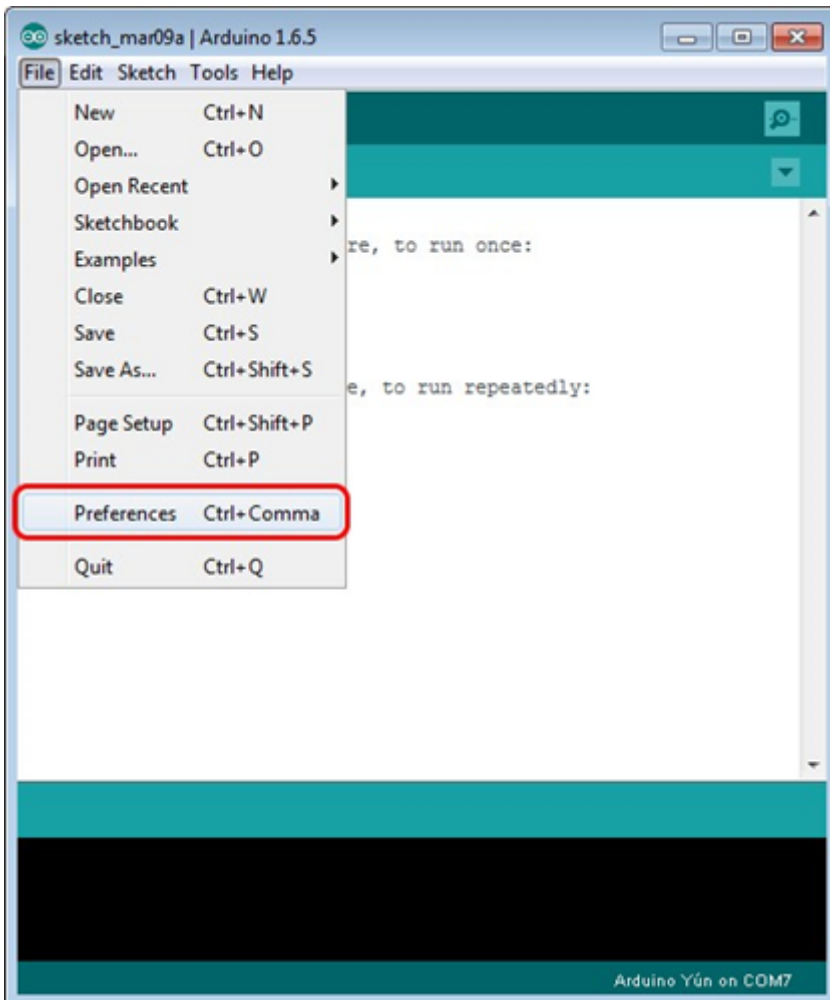 sketch_mar09a | Arduino 1.6.5
File Edit Sketch Tools Help
New Ctrl+N
Open... Ctrl+O
Open Recent
Sketchbook
Examples
Close Ctrl+W
Save Ctrl+S
Save As... Ctrl+Shift+S
Page Setup Ctrl+Shift+P
Print Ctrl+P
Preferences Ctrl+Comma
Quit Ctrl+Q
re, to run once:
e, to run repeatedly:
Arduino Yún on COM7